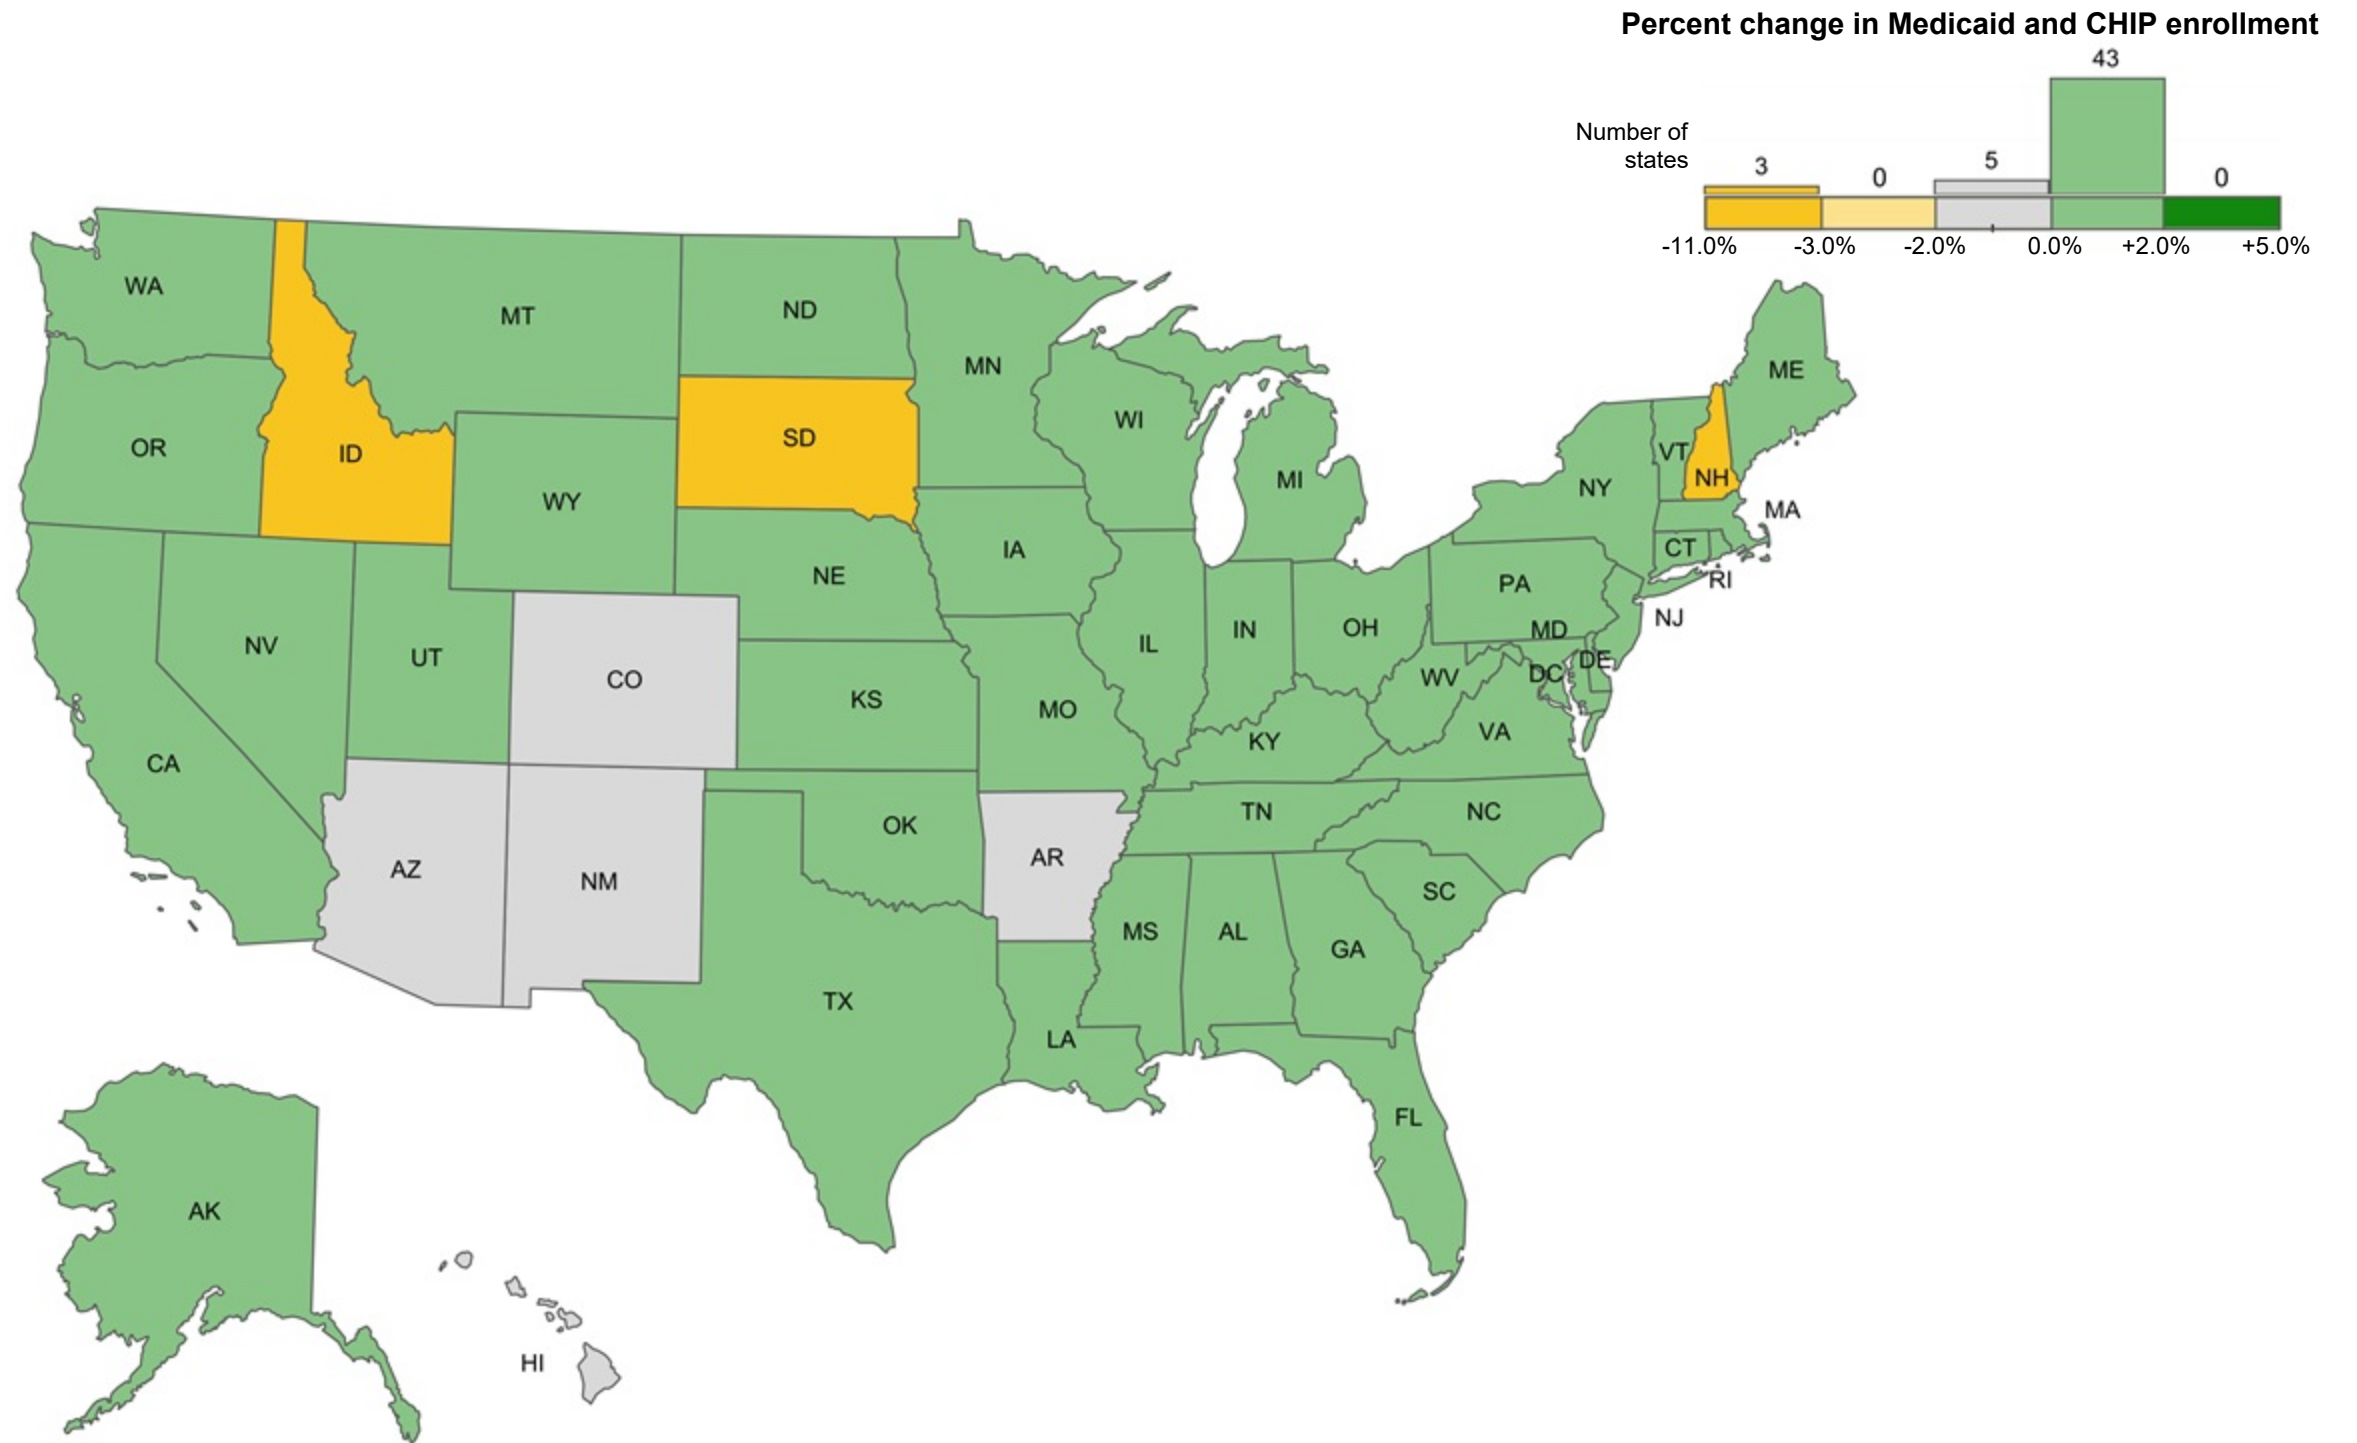 Percent change in Medicaid and CHIP enrollment
43
Number of
states
3
0
5
0
-11.0%
-3.0%
-2.0%
0.0%
+2.0%
+5.0%
WA
MT
ND
MN
ME
OR
ID
SD
WI
VT
NH
MI
NY
WY
MA
IA
CT
NE
PA
RI
NJ
NV
UT
CO
IL
IN
OH
MD
DE
DC
WV
KS
MO
VA
KY
CA
TN
NC
OK
AR
AZ
NM
SC
MS
AL
GA
TX
LA
FL
AK
HI